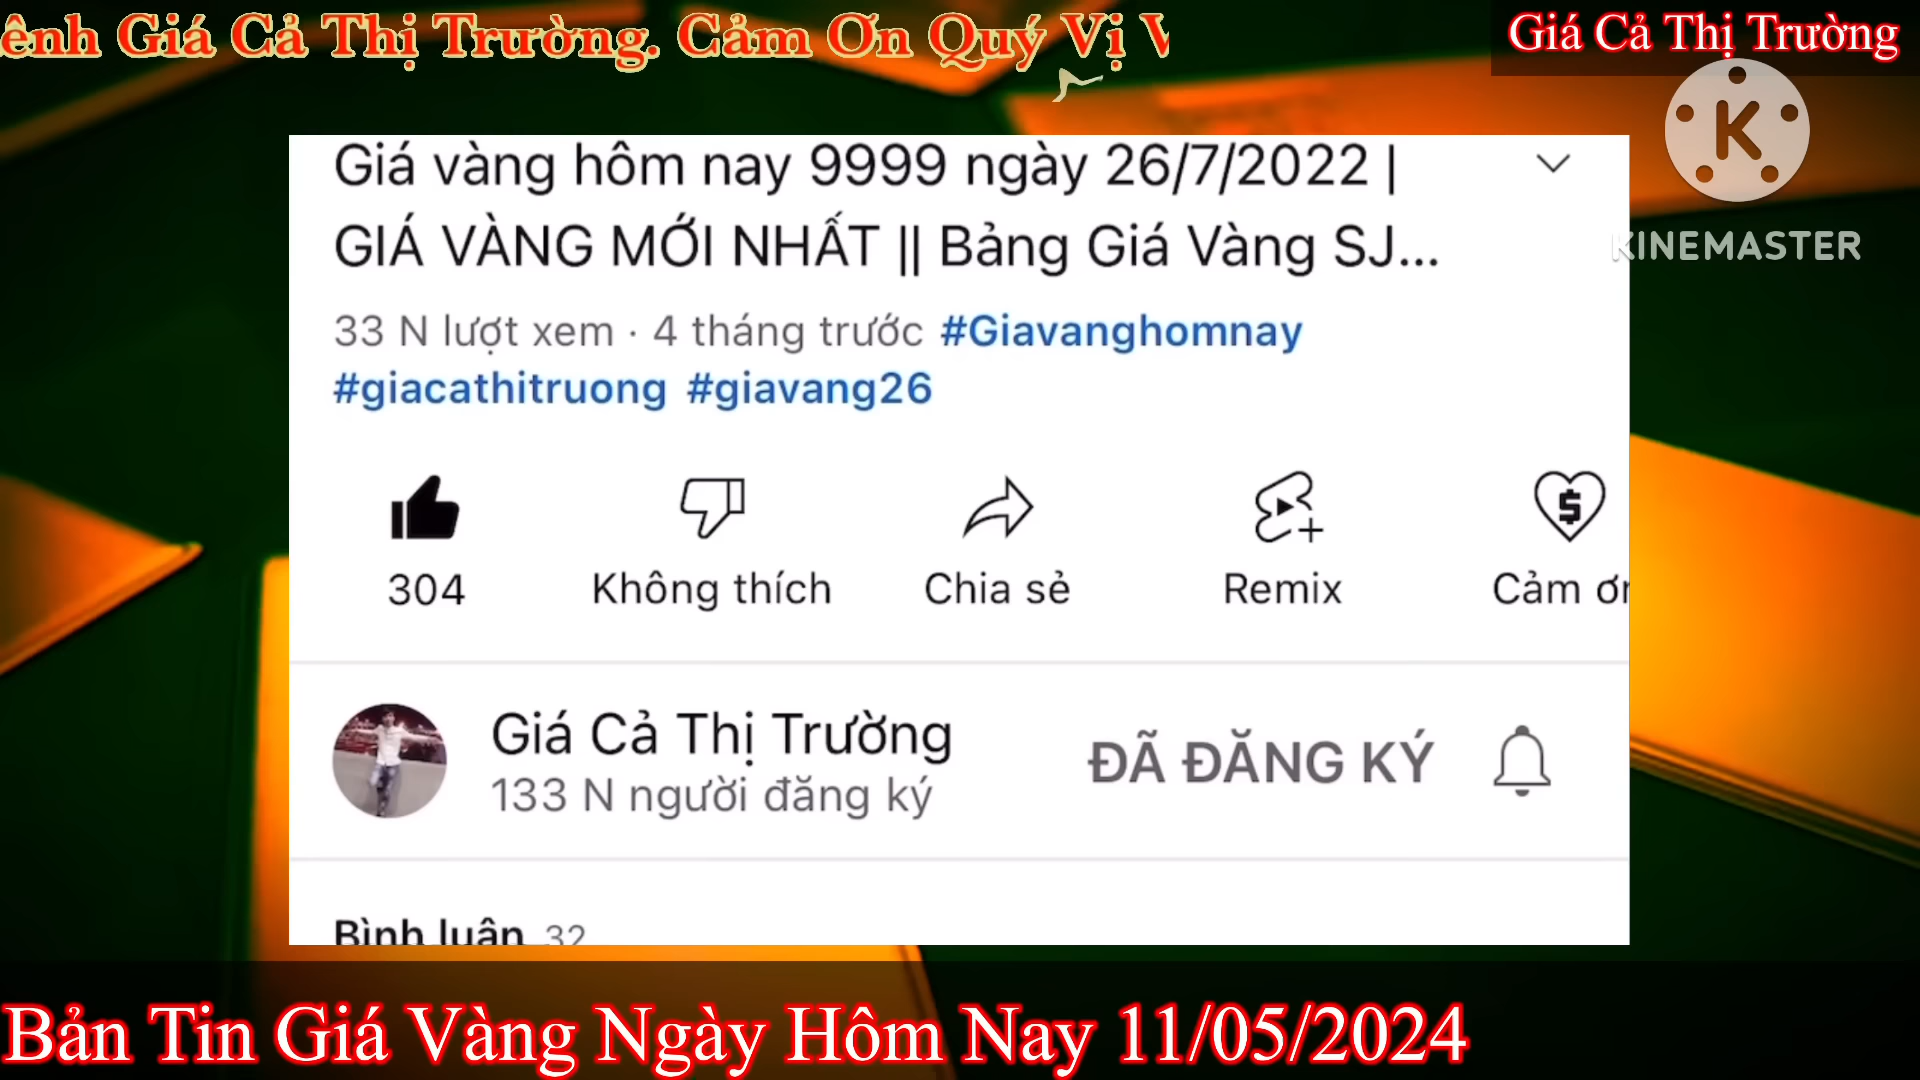 ênh Giá Cả Thị Trường. Cảm Ơn Quý Vị V
Giá Cả Thị Trường
K
KINEMASTER
Giá vàng hôm nay 9999 ngày 26/7/2022 |
GIÁ VÀNG MỚI NHẤT || Bảng Giá Vàng SJ...
33 N lượt xem · 4 tháng trước #Giavanghomnay
#giacathitruong #giavang26
304
Không thích
Chia sẻ
Remix
Cảm ơn
Giá Cả Thị Trường
133 N người đăng ký
ĐÃ ĐĂNG KÝ
Bình luận 32
Bản Tin Giá Vàng Ngày Hôm Nay 11/05/2024